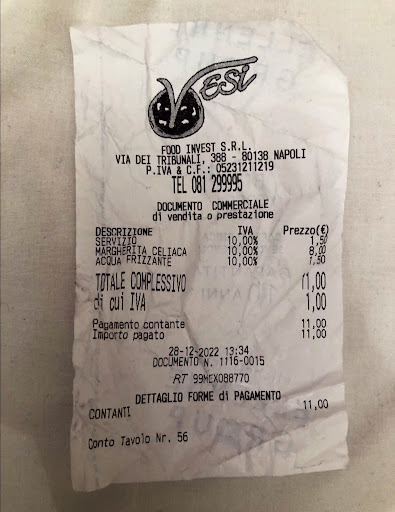 VESI
FOOD INVEST S.R.L.
VIA DEI TRIBUNALI, 388 - 80138 NAPOLI
P.IVA & C.F.: 05231211219
TEL 081 299995
DOCUMENTO COMMERCIALE
di vendita o prestazione
DESCRIZIONE IVA Prezzo(€)
SERVIZIO 10,00% 1,50
MARGHERITA CELIACA 10,00% 8,00
ACQUA FRIZZANTE 10,00% 1,50
TOTALE COMPLESSIVO 11,00
di cui IVA 1,00
Pagamento contante 11,00
Importo pagato 11,00
28-12-2022 13:34
DOCUMENTO N. 1116-0015
RT 99MEX088770
DETTAGLIO FORME di PAGAMENTO
CONTANTI 11,00
Conto Tavolo Nr. 56